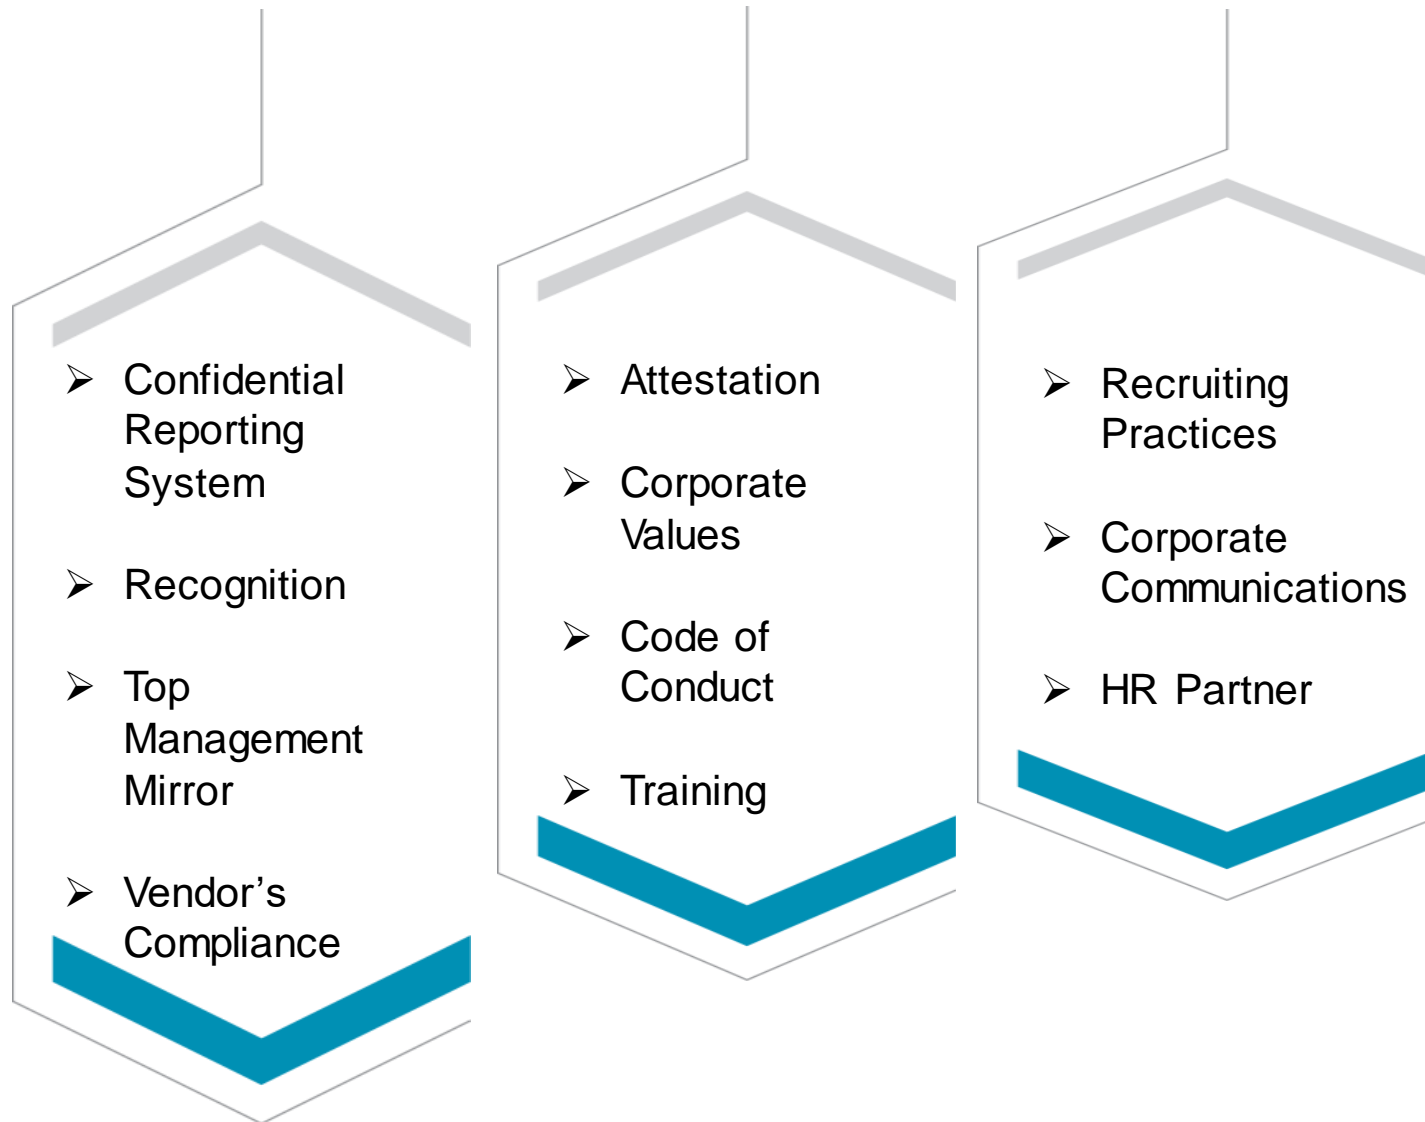 ➢ Confidential
Reporting
System
➢ Recognition
➢ Top
Management
Mirror
➢ Vendor’s
Compliance
➢ Attestation
➢ Corporate
Values
➢ Code of
Conduct
➢ Training
➢ Recruiting
Practices
➢ Corporate
Communications
➢ HR Partner